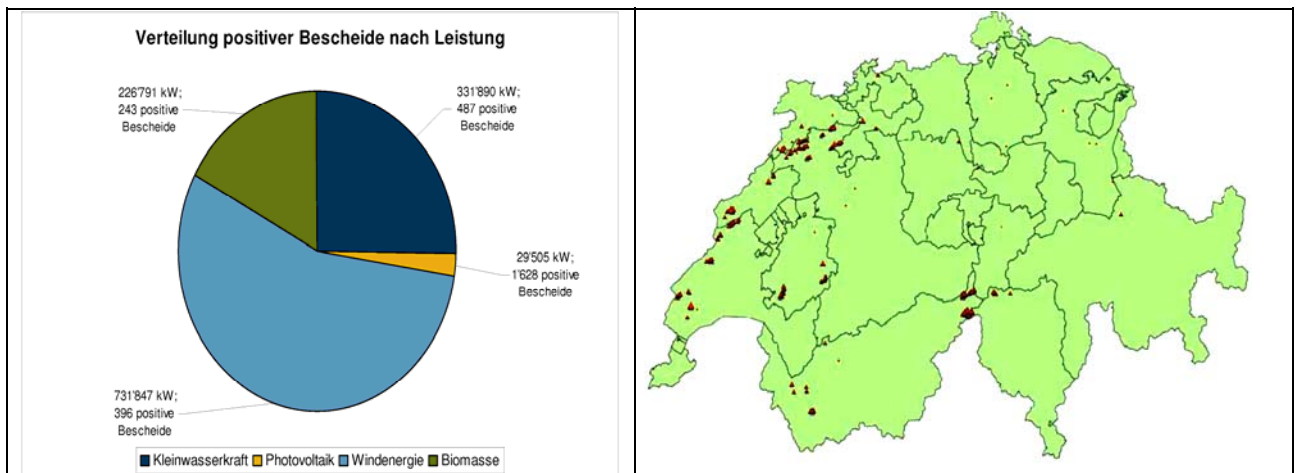 Verteilung positiver Bescheide nach Leistung
226'791 kW;
243 positive
Bescheide
331'890 kW;
487 positive
Bescheide
29'505 kW;
1'628 positive
Bescheide
731'847 kW;
396 positive
Bescheide
Kleinwasserkraft Photovoltaik Windenergie Biomasse